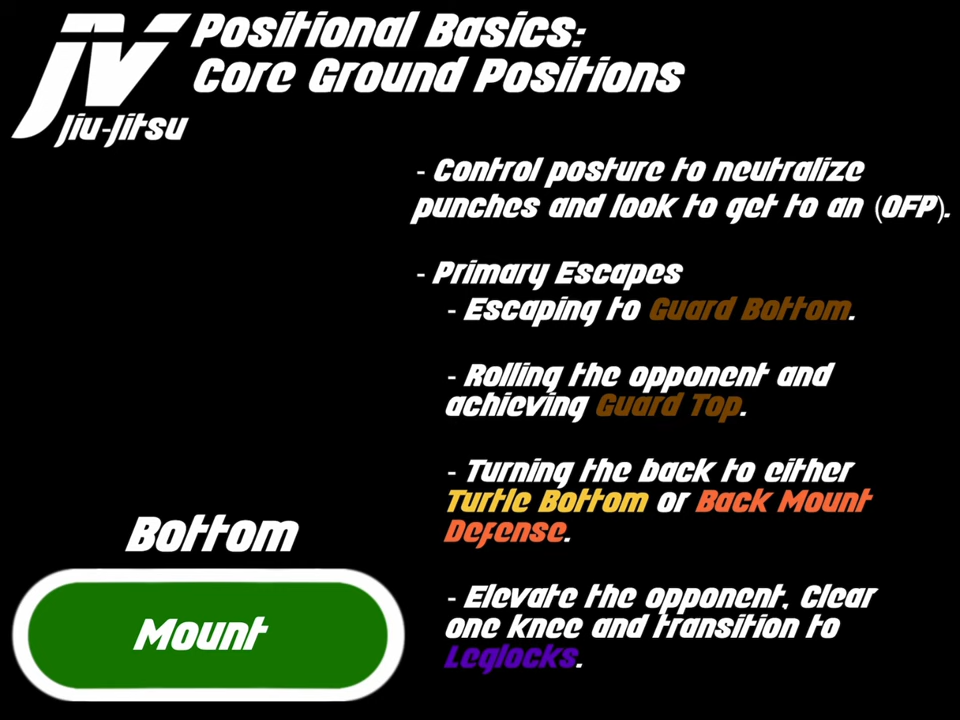 JV
Jiu-Jitsu
Positional Basics:
Core Ground Positions
- Control posture to neutralize
punches and look to get to an (OFP).
- Primary Escapes
- Escaping to Guard Bottom.
- Rolling the opponent and
achieving Guard Top.
- Turning the back to either
Turtle Bottom or Back Mount
Defense.
- Elevate the opponent, Clear
one knee and transition to
Leglocks.
Bottom
Mount